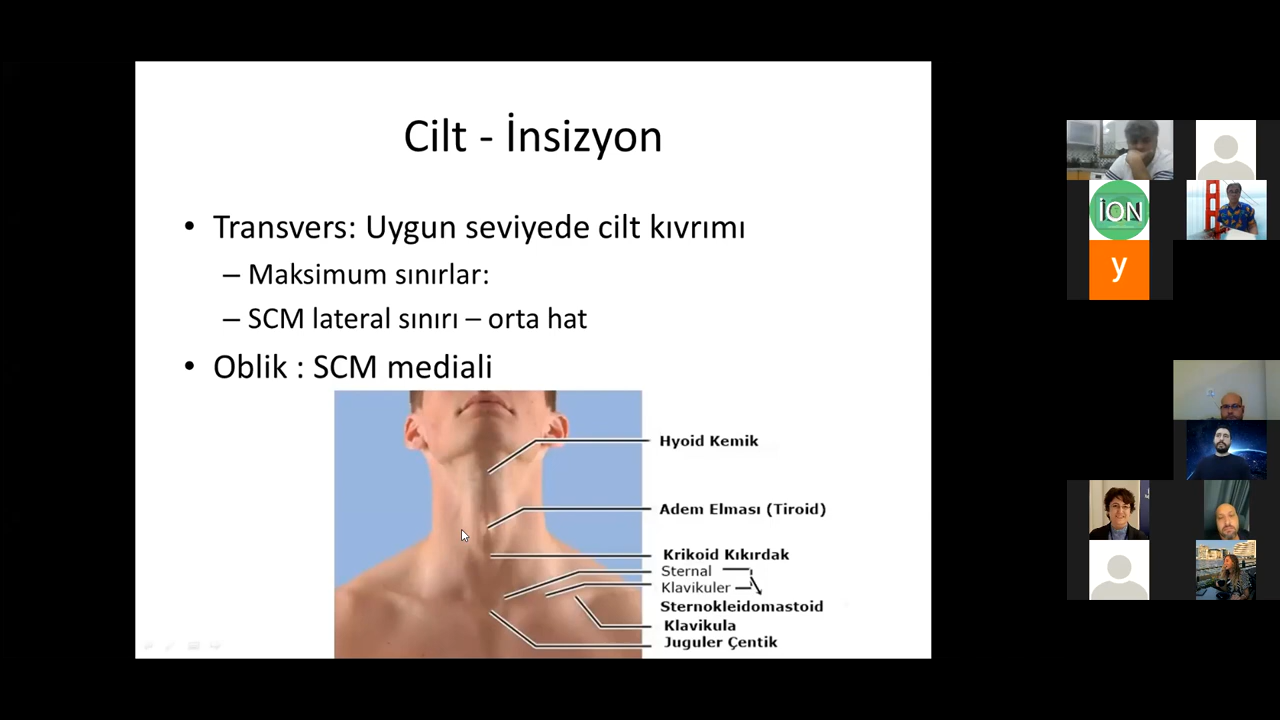 Cilt - İnsizyon
• Transvers: Uygun seviyede cilt kıvrımı
– Maksimum sınırlar:
– SCM lateral sınırı – orta hat
• Oblik : SCM mediali
Hyoid Kemik
Adem Elması (Tiroid)
Krikoid Kıkırdak
Sternal
Klavikuler
Sternokleidomastoid
Klavikula
Juguler Çentik
İON
y